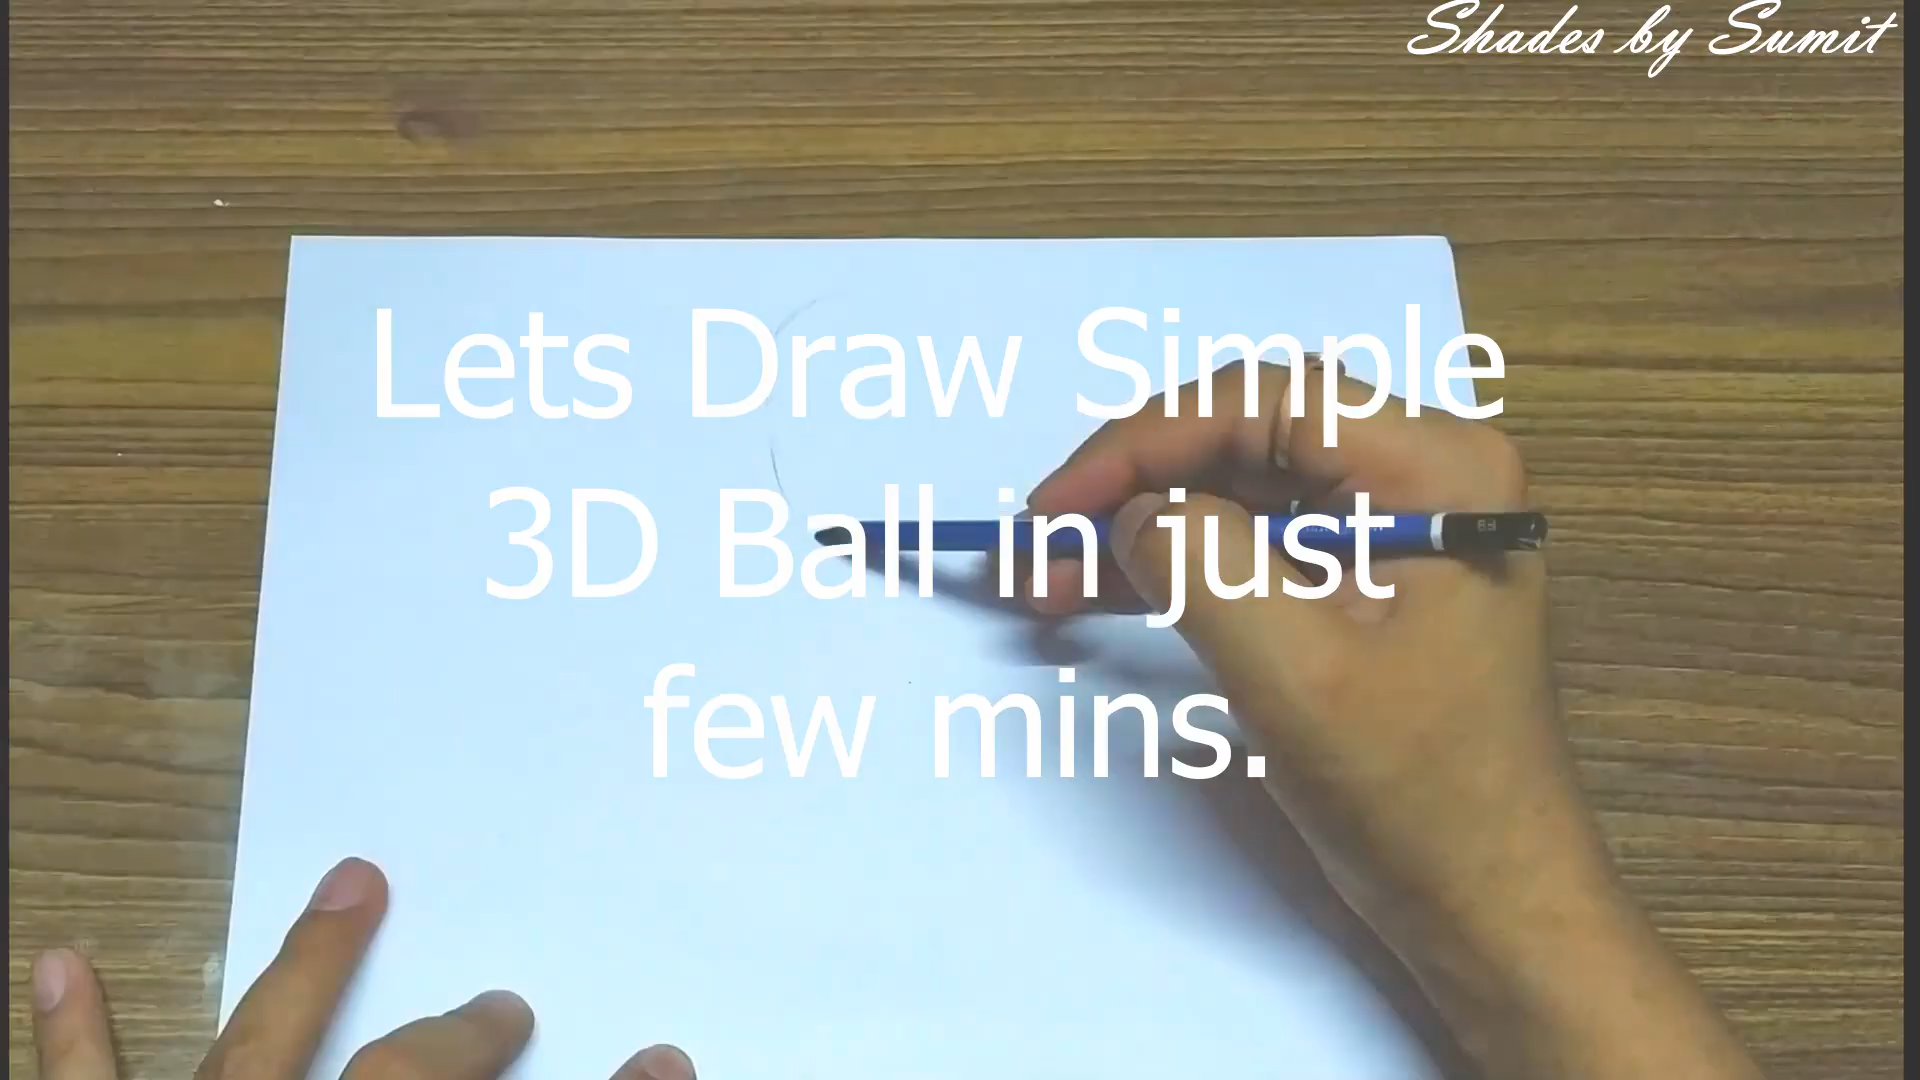 Shades by Sumit
Lets Draw Simple
3D Ball in just
few mins.